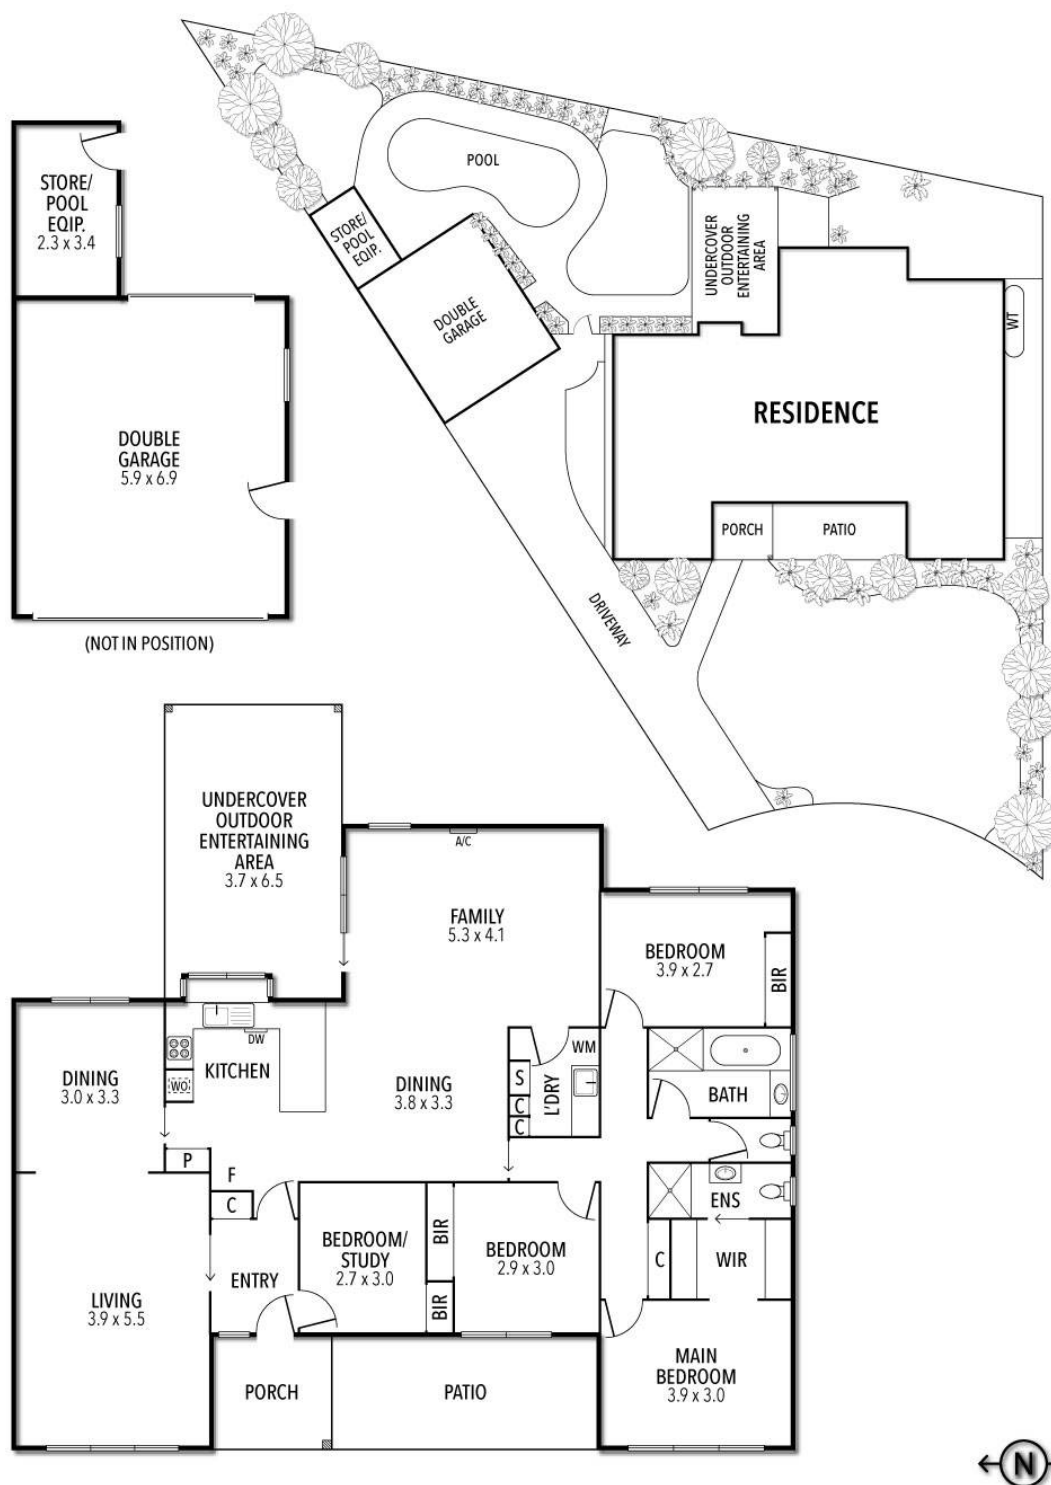 STORE/
POOL
EQIP.
2.3 x 3.4
DOUBLE
GARAGE
5.9 x 6.9
(NOT IN POSITION)
POOL
STORE/
POOL
EQIP.
DOUBLE
GARAGE
UNDERCOVER
OUTDOOR
ENTERTAINING
AREA
WT
RESIDENCE
PORCH
PATIO
DRIVEWAY
UNDERCOVER
OUTDOOR
ENTERTAINING
AREA
3.7 x 6.5
A/C
FAMILY
5.3 x 4.1
BEDROOM
3.9 x 2.7
BIR
DW
KITCHEN
WO
DINING
3.0 x 3.3
DINING
3.8 x 3.3
S
C
C
L'DRY
WM
BATH
P
F
C
ENS
BEDROOM/
STUDY
2.7 x 3.0
BIR
BIR
BEDROOM
2.9 x 3.0
C
WIR
ENTRY
LIVING
3.9 x 5.5
MAIN
BEDROOM
3.9 x 3.0
PORCH
PATIO
N